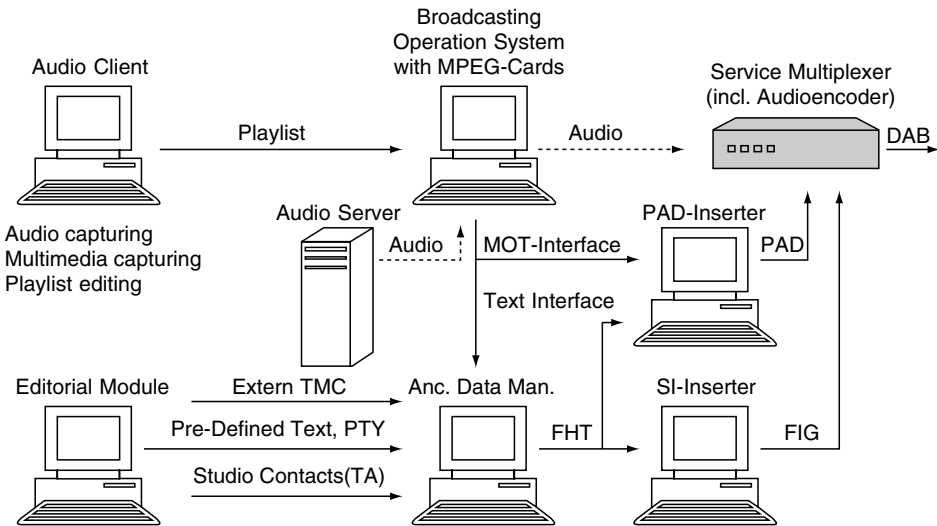 Broadcasting
Operation System
with MPEG-Cards
Audio Client
Service Multiplexer
(incl. Audioencoder)
Playlist
Audio
DAB
Audio Server
PAD-Inserter
Audio capturing
Multimedia capturing
Playlist editing
Audio
MOT-Interface
PAD
Text Interface
Editorial Module
Extern TMC
Anc. Data Man.
SI-Inserter
Pre-Defined Text, PTY
FHT
FIG
Studio Contacts(TA)